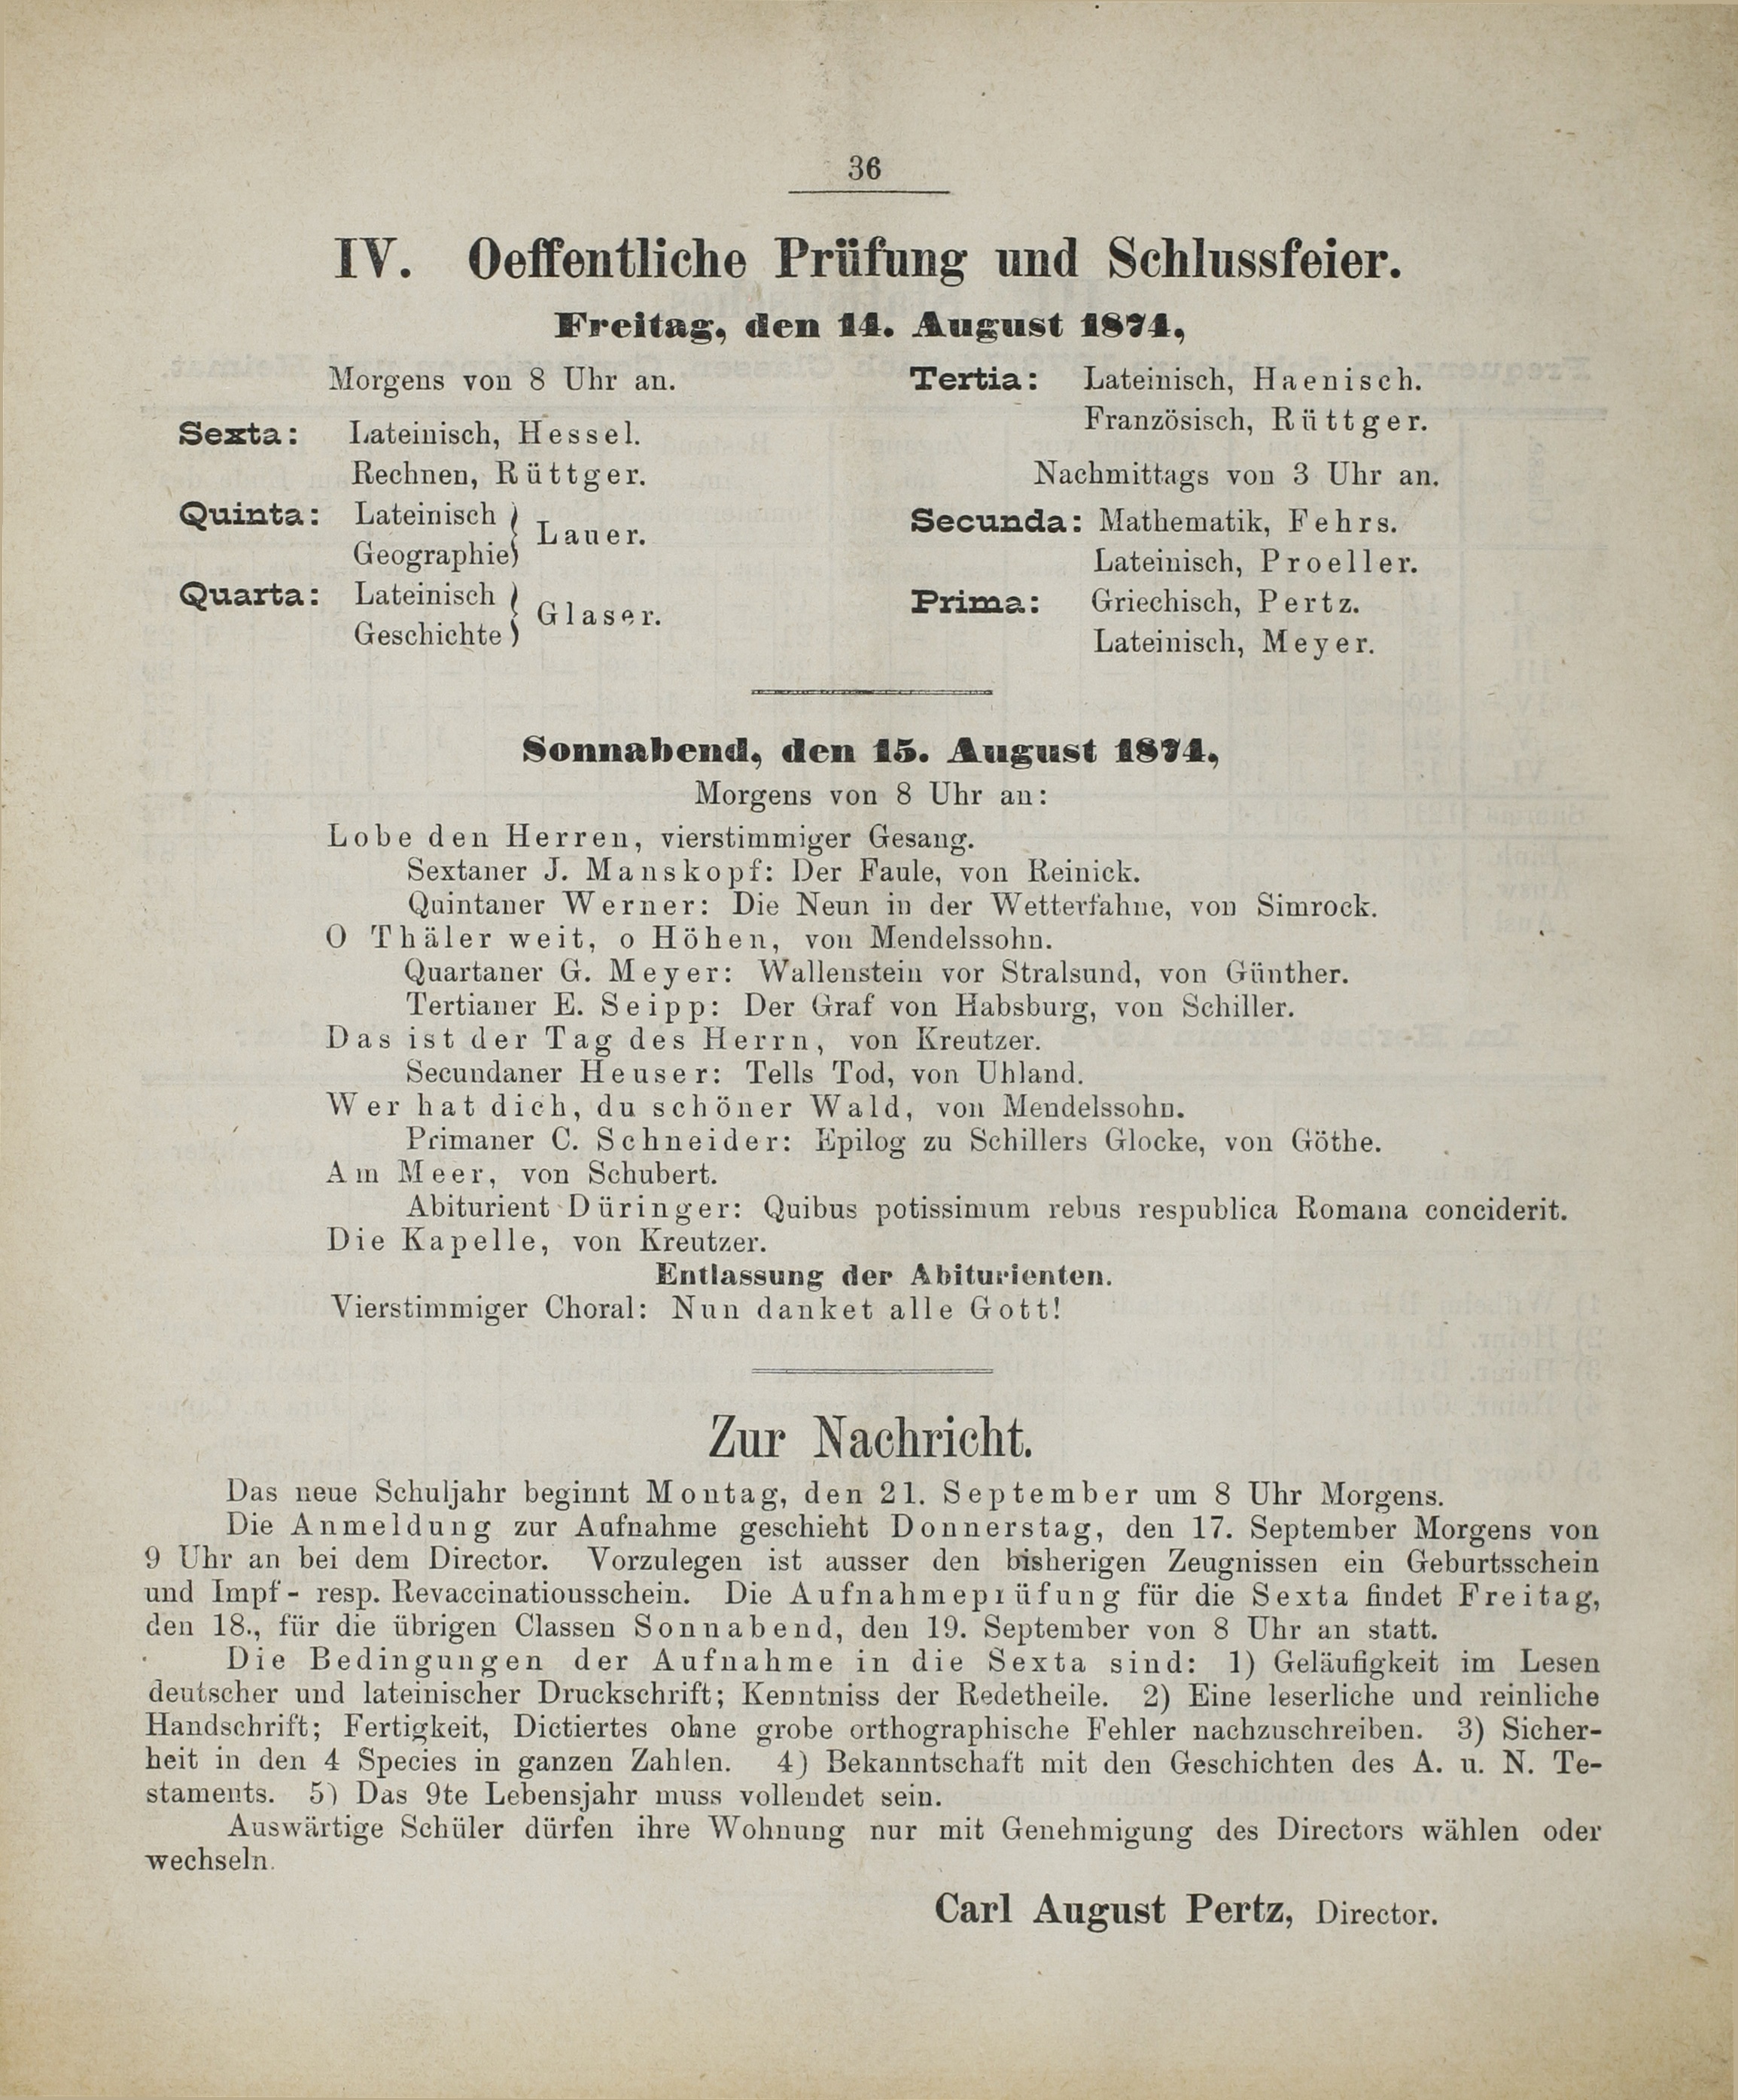 36
IV. Oeffentliche Prüfung und Schlussfeier.
Freitag, den 14. August 1874,
Morgens von 8 Uhr an.
Sexta: Lateinisch, Hessel.
Rechnen, Rüttger.
Quinta: Lateinisch
Geographie } Lauer.
Quarta: Lateinisch
Geschichte } Glaser.
Tertia: Lateinisch, Haenisch.
Französisch, Rüttger.
Nachmittags von 3 Uhr an.
Secunda: Mathematik, Fehrs.
Lateinisch, Proeller.
Prima: Griechisch, Pertz.
Lateinisch, Meyer.
Sonnabend, den 15. August 1874,
Morgens von 8 Uhr an:
Lobe den Herren, vierstimmiger Gesang.
Sextaner J. Manskopf: Der Faule, von Reinick.
Quintaner Werner: Die Neun in der Wetterfahne, von Simrock.
O Thäler weit, o Höhen, von Mendelssohn.
Quartaner G. Meyer: Wallenstein vor Stralsund, von Günther.
Tertianer E. Seipp: Der Graf von Habsburg, von Schiller.
Das ist der Tag des Herrn, von Kreutzer.
Secundaner Heuser: Tells Tod, von Uhland.
Wer hat dich, du schöner Wald, von Mendelssohn.
Primaner C. Schneider: Epilog zu Schillers Glocke, von Göthe.
Am Meer, von Schubert.
Abiturient Düringer: Quibus potissimum rebus respublica Romana conciderit.
Die Kapelle, von Kreutzer.
Entlassung der Abiturienten.
Vierstimmiger Choral: Nun danket alle Gott!
Zur Nachricht.
Das neue Schuljahr beginnt Montag, den 21. September um 8 Uhr Morgens.
Die Anmeldung zur Aufnahme geschieht Donnerstag, den 17. September Morgens von
9 Uhr an bei dem Director. Vorzulegen ist ausser den bisherigen Zeugnissen ein Geburtsschein
und Impf- resp. Revaccinationsschein. Die Aufnahmeprüfung für die Sexta findet Freitag,
den 18., für die übrigen Classen Sonnabend, den 19. September von 8 Uhr an statt.
Die Bedingungen der Aufnahme in die Sexta sind: 1) Geläufigkeit im Lesen
deutscher und lateinischer Druckschrift; Kenntniss der Redetheile. 2) Eine leserliche und reinliche
Handschrift; Fertigkeit, Dictiertes ohne grobe orthographische Fehler nachzuschreiben. 3) Sicher-
heit in den 4 Species in ganzen Zahlen. 4) Bekanntschaft mit den Geschichten des A. u. N. Te-
staments. 5) Das 9te Lebensjahr muss vollendet sein.
Auswärtige Schüler dürfen ihre Wohnung nur mit Genehmigung des Directors wählen oder
wechseln.
Carl August Pertz, Director.